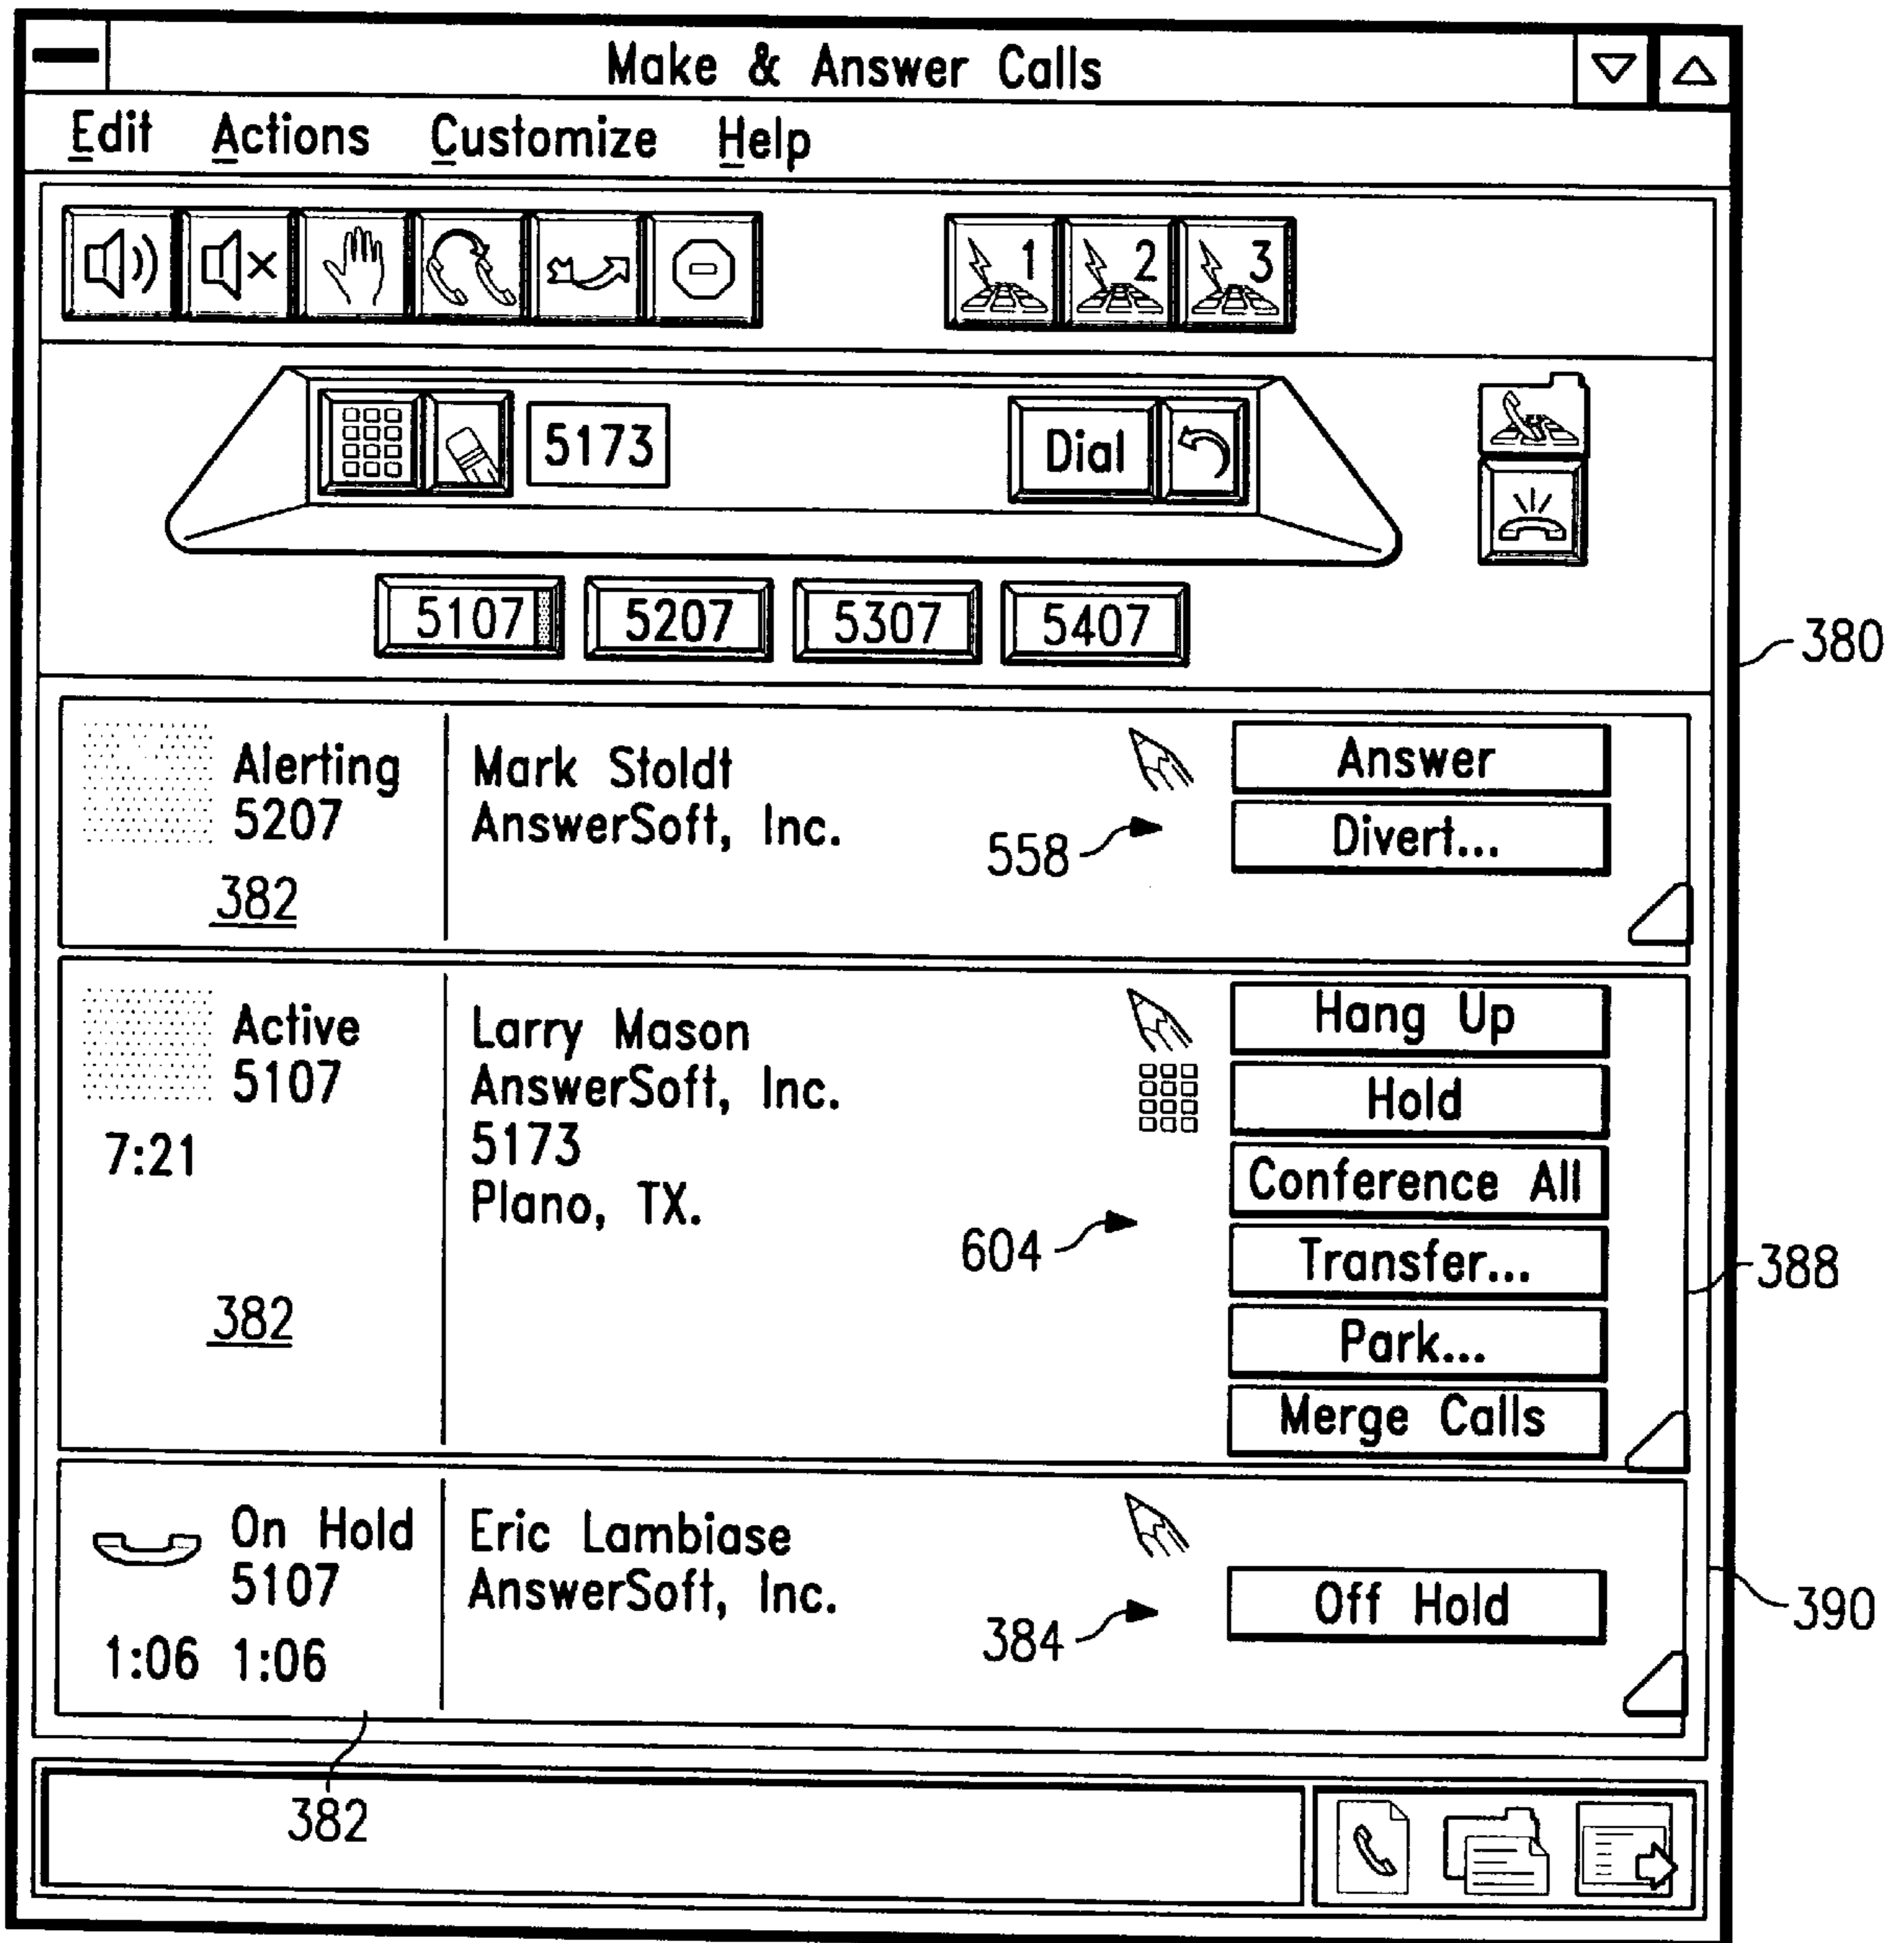 Make & Answer Calls
Edit Actions Customize Help
1 2 3
5173 Dial
5107 5207 5307 5407
380
Alerting
5207
382
Mark Stoldt
AnswerSoft, Inc.
558
Answer
Divert...
Active
5107
7:21
382
Larry Mason
AnswerSoft, Inc.
5173
Plano, TX.
604
Hang Up
Hold
Conference All
Transfer...
Park...
Merge Calls
388
On Hold
5107
1:06 1:06
Eric Lambiase
AnswerSoft, Inc.
384
Off Hold
390
382